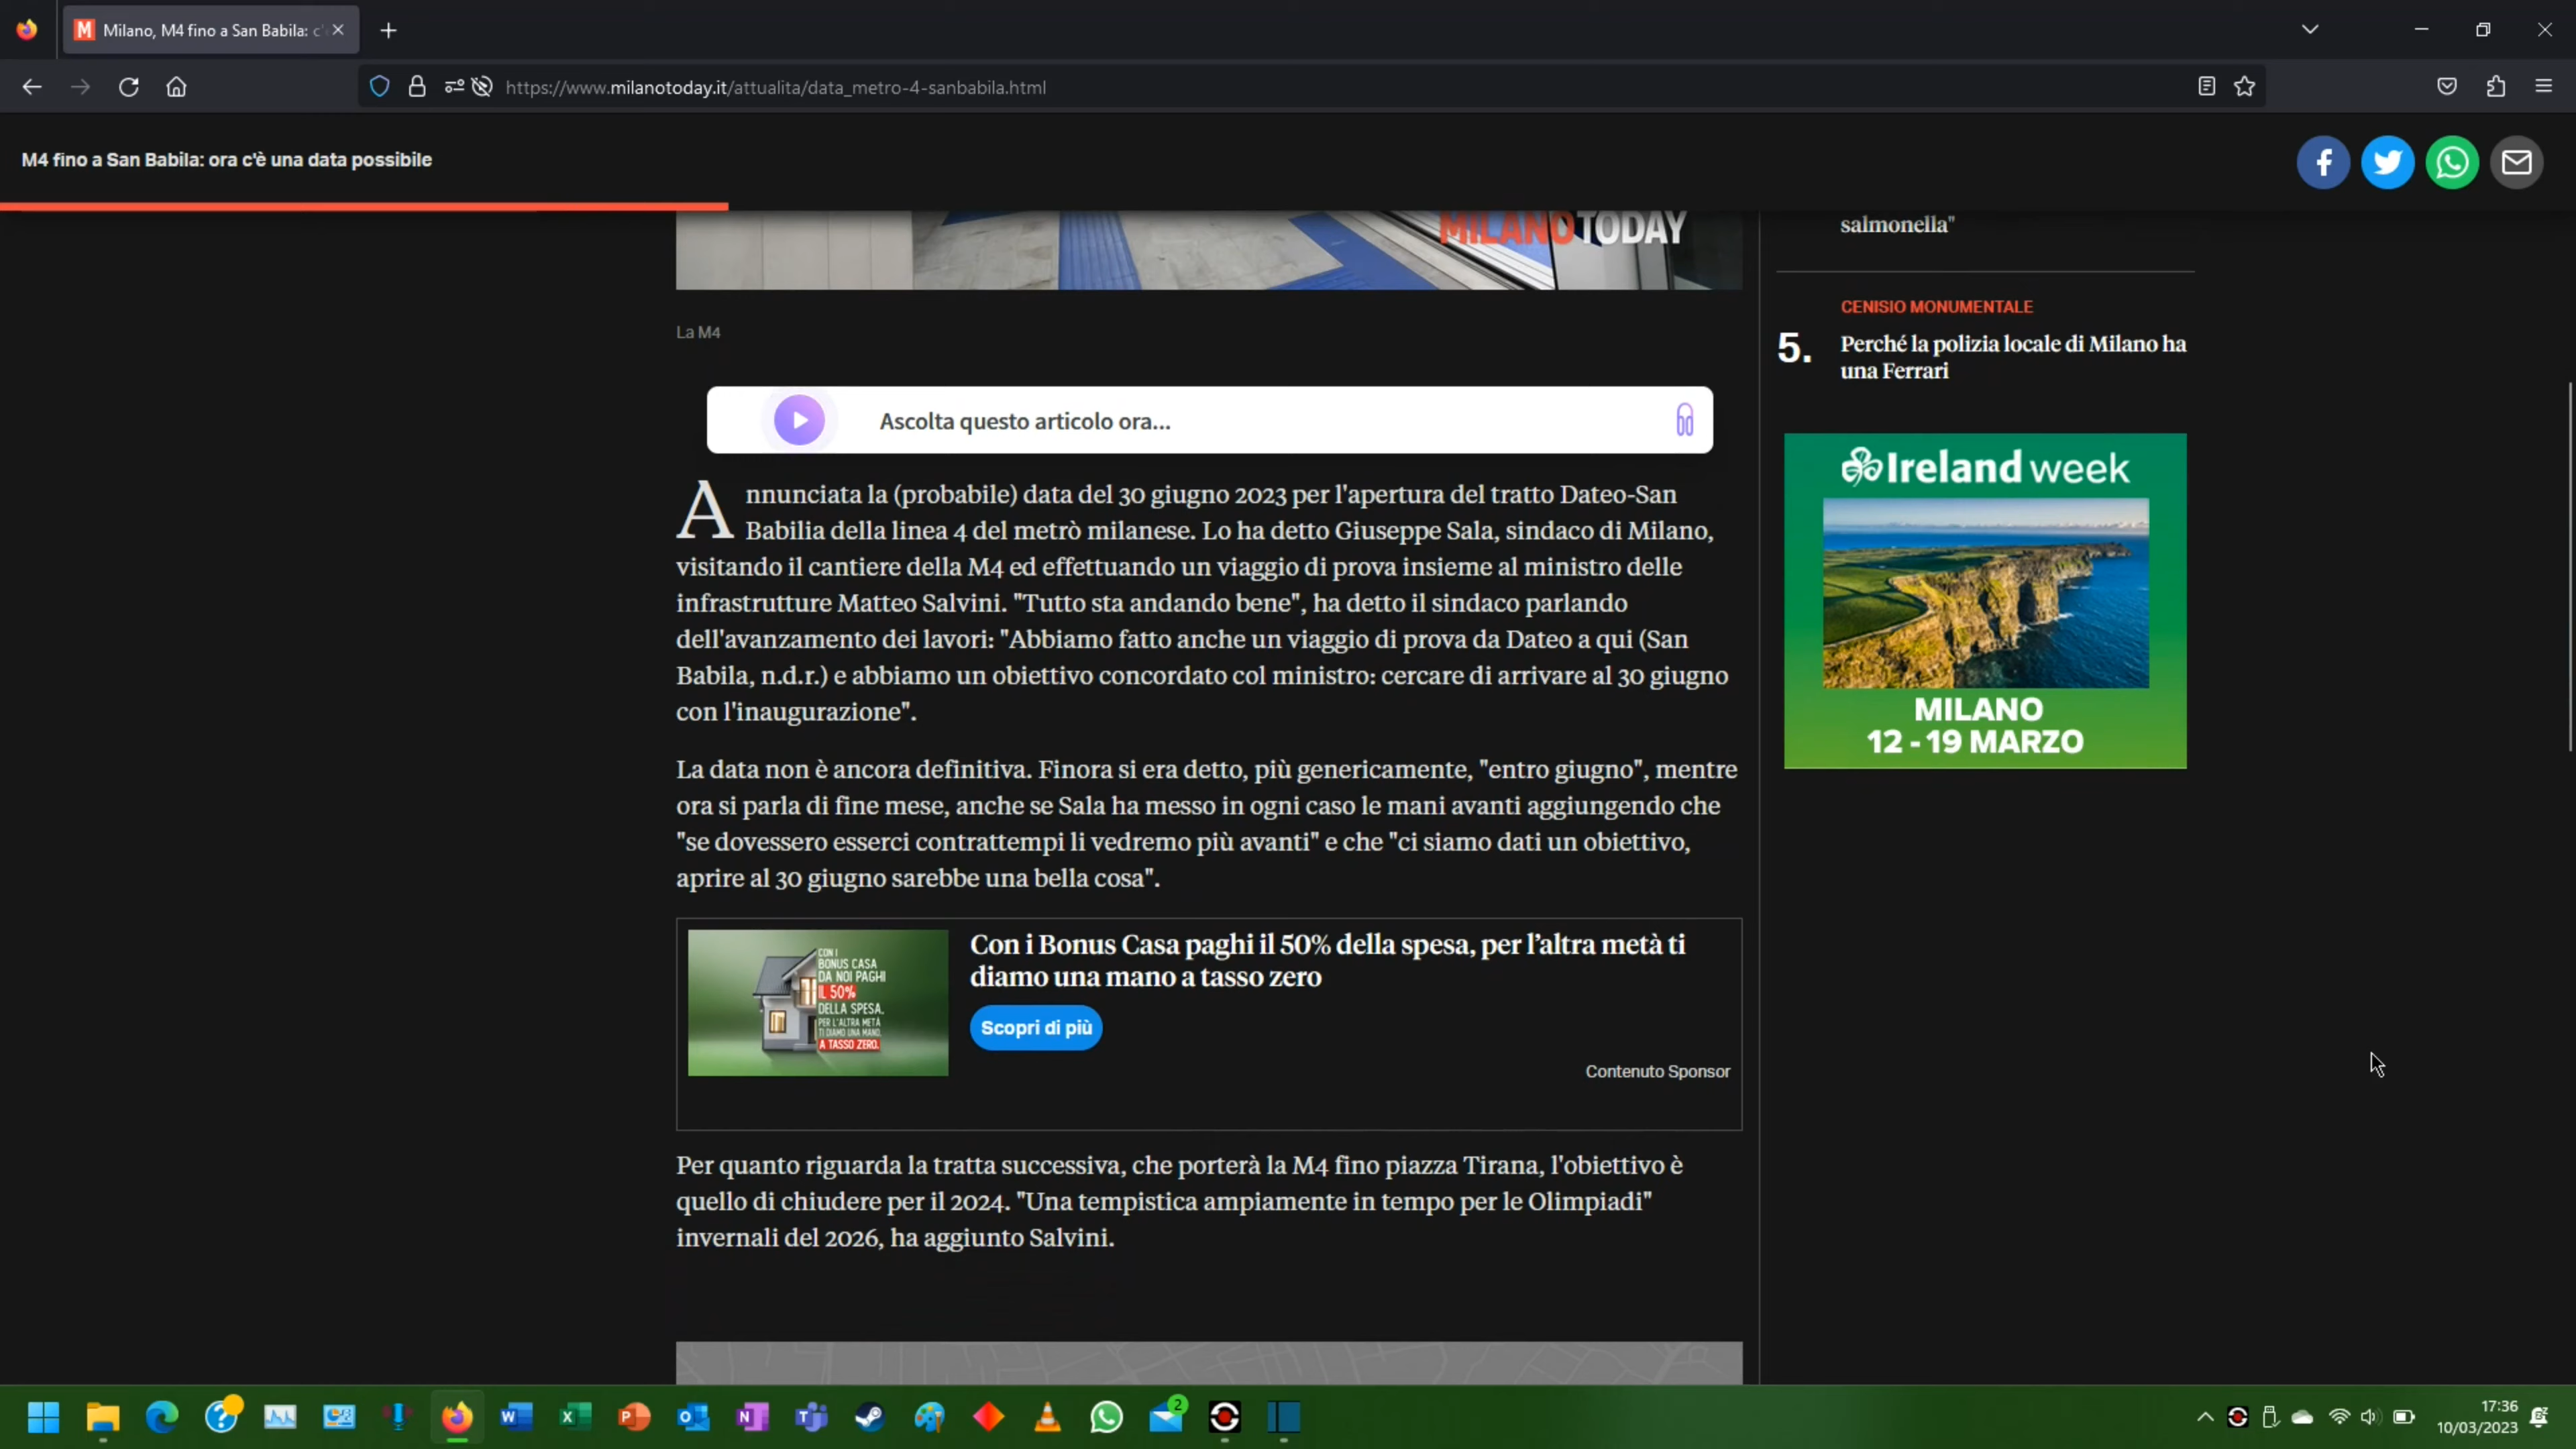 Milano, M4 fino a San Babila: c'
https://www.milanotoday.it/attualita/data_metro-4-sanbabila.html
M4 fino a San Babila: ora c'è una data possibile
MILANOTODAY
La M4
Ascolta questo articolo ora...
Annunciata la (probabile) data del 30 giugno 2023 per l'apertura del tratto Dateo-San
Babilia della linea 4 del metrò milanese. Lo ha detto Giuseppe Sala, sindaco di Milano,
visitando il cantiere della M4 ed effettuando un viaggio di prova insieme al ministro delle
infrastrutture Matteo Salvini. "Tutto sta andando bene", ha detto il sindaco parlando
dell'avanzamento dei lavori: "Abbiamo fatto anche un viaggio di prova da Dateo a qui (San
Babila, n.d.r.) e abbiamo un obiettivo concordato col ministro: cercare di arrivare al 30 giugno
con l'inaugurazione".
La data non è ancora definitiva. Finora si era detto, più genericamente, "entro giugno", mentre
ora si parla di fine mese, anche se Sala ha messo in ogni caso le mani avanti aggiungendo che
"se dovessero esserci contrattempi li vedremo più avanti" e che "ci siamo dati un obiettivo,
aprire al 30 giugno sarebbe una bella cosa".
CON I
BONUS CASA
DA NOI PAGHI
IL 50%
DELLA SPESA,
PER L'ALTRA METÀ
TI DIAMO UNA MANO.
A TASSO ZERO.
Con i Bonus Casa paghi il 50% della spesa, per l’altra metà ti
diamo una mano a tasso zero
Scopri di più
Contenuto Sponsor
Per quanto riguarda la tratta successiva, che porterà la M4 fino piazza Tirana, l'obiettivo è
quello di chiudere per il 2024. "Una tempistica ampiamente in tempo per le Olimpiadi"
invernali del 2026, ha aggiunto Salvini.
salmonella"
CENISIO MONUMENTALE
5. Perché la polizia locale di Milano ha
una Ferrari
Ireland week
MILANO
12 - 19 MARZO
2
17:36
10/03/2023